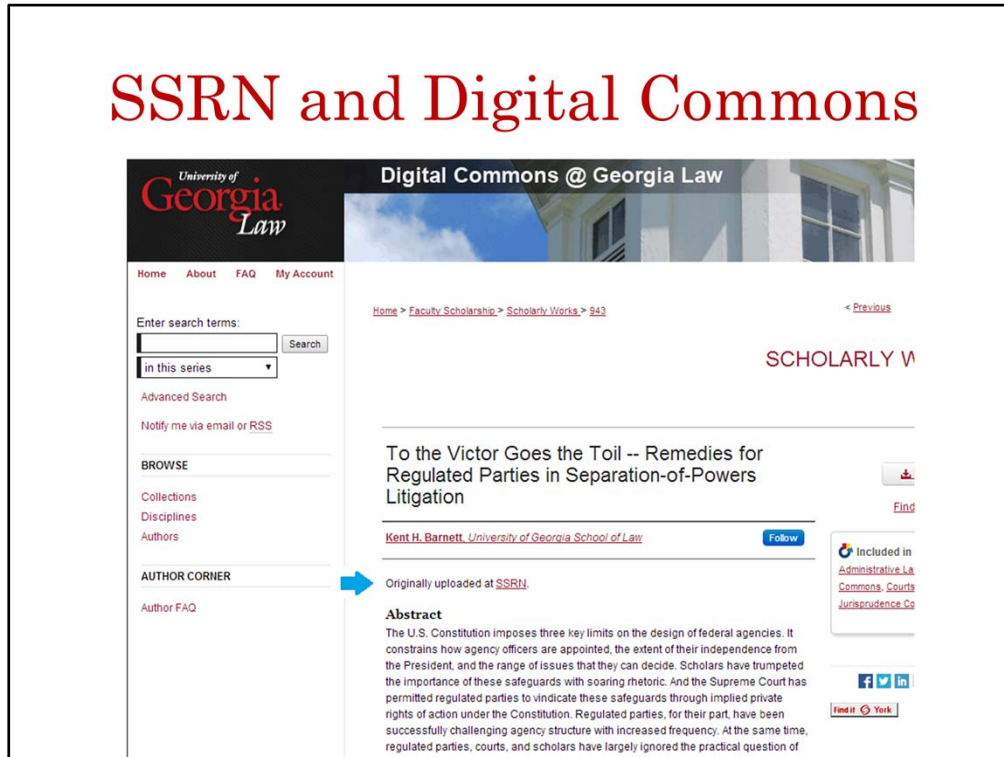 SSRN and Digital Commons
University of
Georgia
Law
Digital Commons @ Georgia Law
Home About FAQ My Account
Home > Faculty Scholarship > Scholarly Works > 943
< Previous
Enter search terms:
Search
in this series
Advanced Search
Notify me via email or RSS
BROWSE
Collections
Disciplines
Authors
AUTHOR CORNER
Author FAQ
SCHOLARLY W
To the Victor Goes the Toil -- Remedies for
Regulated Parties in Separation-of-Powers
Litigation
Kent H. Barnett, University of Georgia School of Law
Follow
Originally uploaded at SSRN.
Abstract
The U.S. Constitution imposes three key limits on the design of federal agencies. It
constrains how agency officers are appointed, the extent of their independence from
the President, and the range of issues that they can decide. Scholars have trumpeted
the importance of these safeguards with soaring rhetoric. And the Supreme Court has
permitted regulated parties to vindicate these safeguards through implied private
rights of action under the Constitution. Regulated parties, for their part, have been
successfully challenging agency structure with increased frequency. At the same time,
regulated parties, courts, and scholars have largely ignored the practical question of
Find
Included in
Administrative La
Commons, Courts
Jurisprudence Co
Find it York